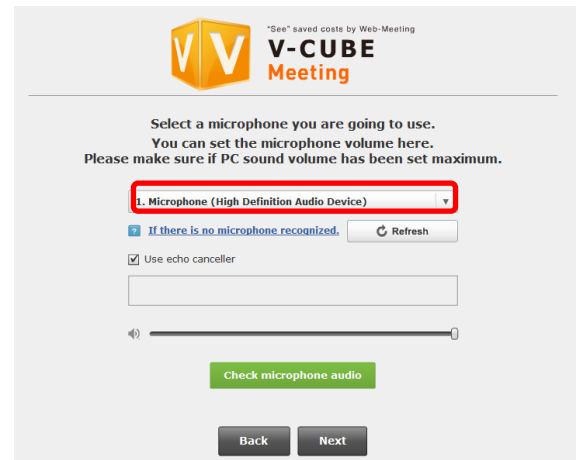 "See" saved costs by Web-Meeting
V-CUBE
Meeting
Select a microphone you are going to use.
You can set the microphone volume here.
Please make sure if PC sound volume has been set maximum.
1. Microphone (High Definition Audio Device)
? If there is no microphone recognized. Refresh
Use echo canceller
Check microphone audio
Back Next